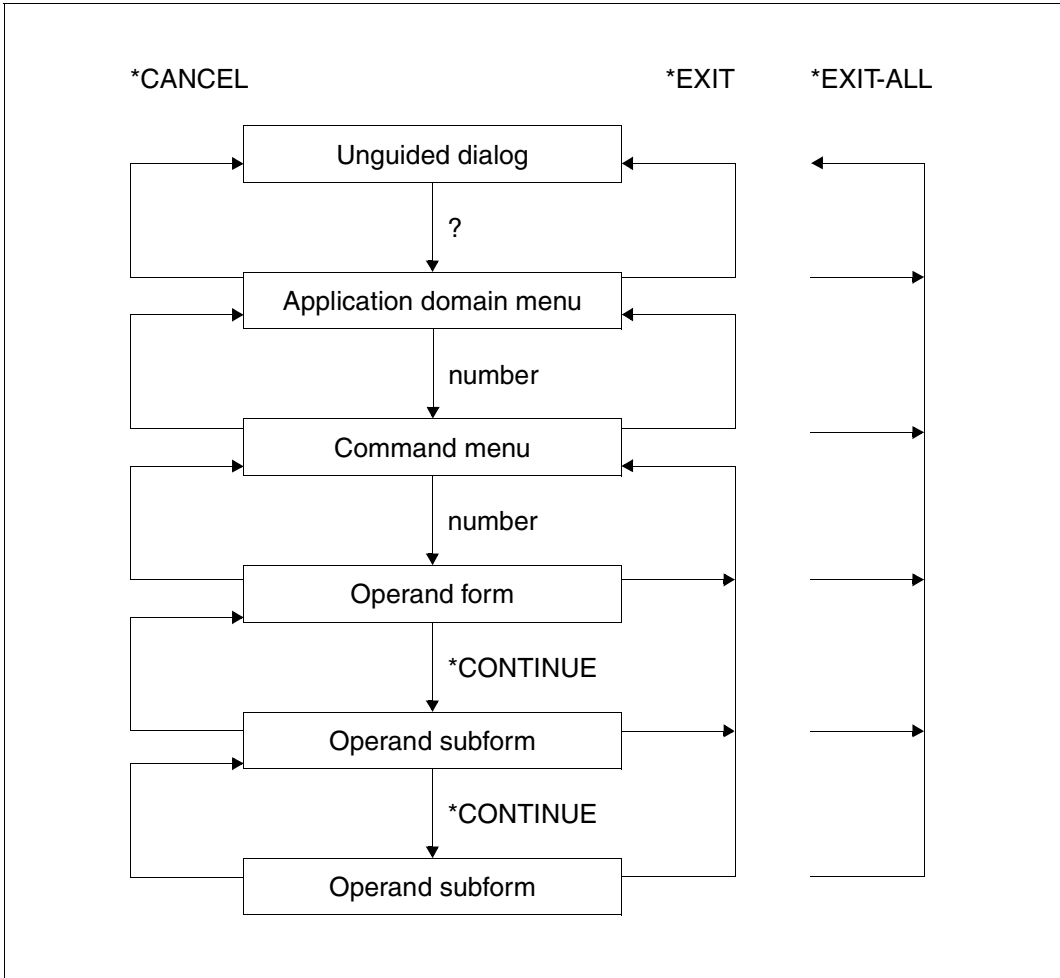 *CANCEL *EXIT *EXIT-ALL
Unguided dialog
?
Application domain menu
number
Command menu
number
Operand form
*CONTINUE
Operand subform
*CONTINUE
Operand subform